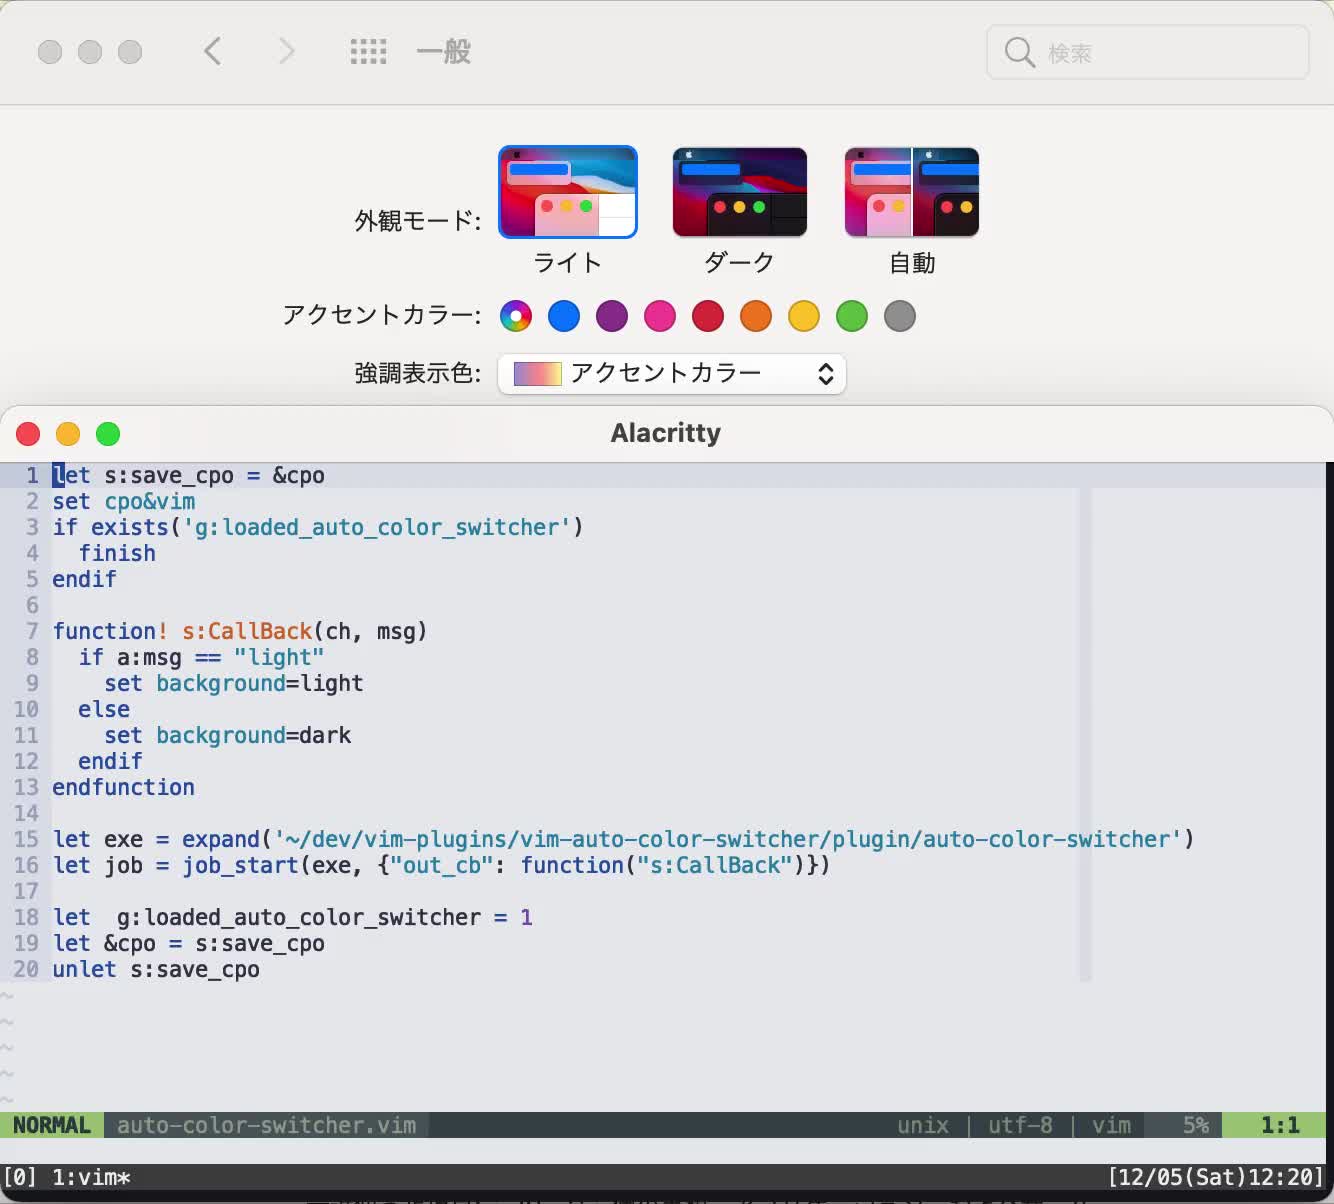 一般
検索
外観モード:
ライト ダーク 自動
アクセントカラー:
強調表示色: アクセントカラー
Alacritty
1 let s:save_cpo = &cpo
2 set cpo&vim
3 if exists('g:loaded_auto_color_switcher')
4   finish
5 endif
6
7 function! s:CallBack(ch, msg)
8   if a:msg == "light"
9     set background=light
10   else
11     set background=dark
12   endif
13 endfunction
14
15 let exe = expand('~/dev/vim-plugins/vim-auto-color-switcher/plugin/auto-color-switcher')
16 let job = job_start(exe, {"out_cb": function("s:CallBack")})
17
18 let  g:loaded_auto_color_switcher = 1
19 let &cpo = s:save_cpo
20 unlet s:save_cpo
~
~
~
~
~
NORMAL auto-color-switcher.vim unix | utf-8 | vim 5% 1:1
[0] 1:vim* [12/05(Sat)12:20]